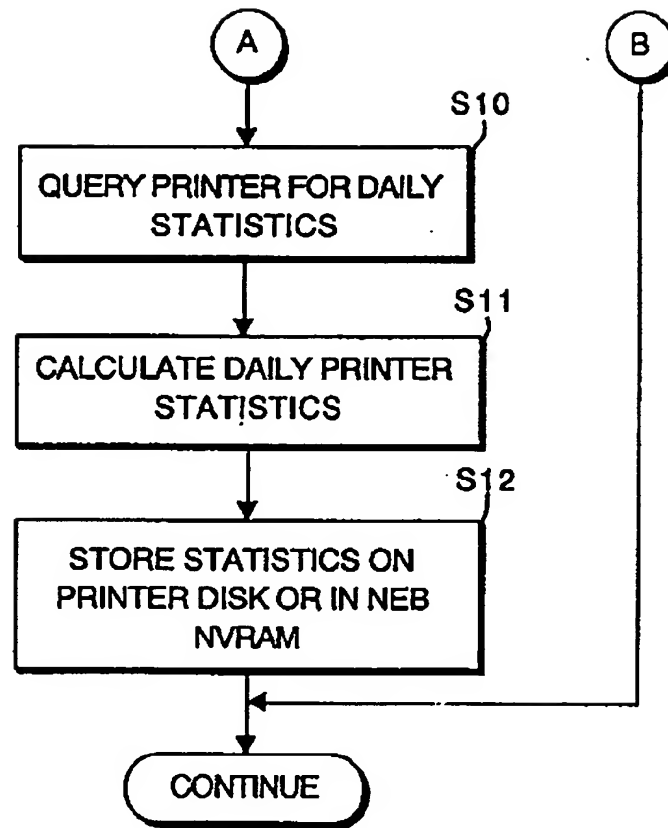 A
B
S10
QUERY PRINTER FOR DAILY
STATISTICS
S11
CALCULATE DAILY PRINTER
STATISTICS
S12
STORE STATISTICS ON
PRINTER DISK OR IN NEB
NVRAM
CONTINUE